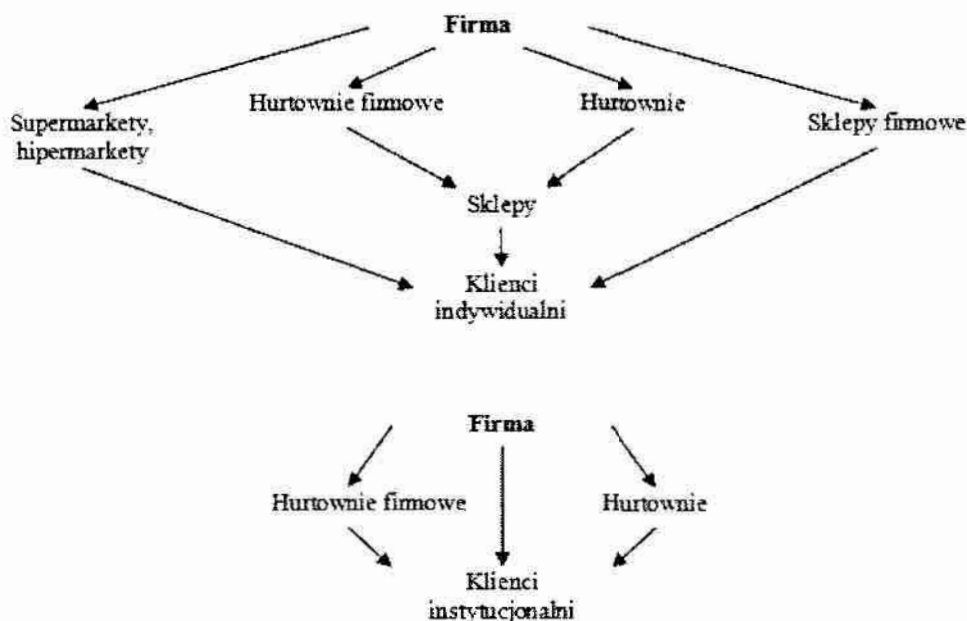 Firma
Hurtownie firmowe
Hurtownie
Supermarkety,
hipermarkety
Sklepy firmowe
Sklepy
Klienci
indywidualni
Firma
Hurtownie firmowe
Hurtownie
Klienci
instytucjonalni